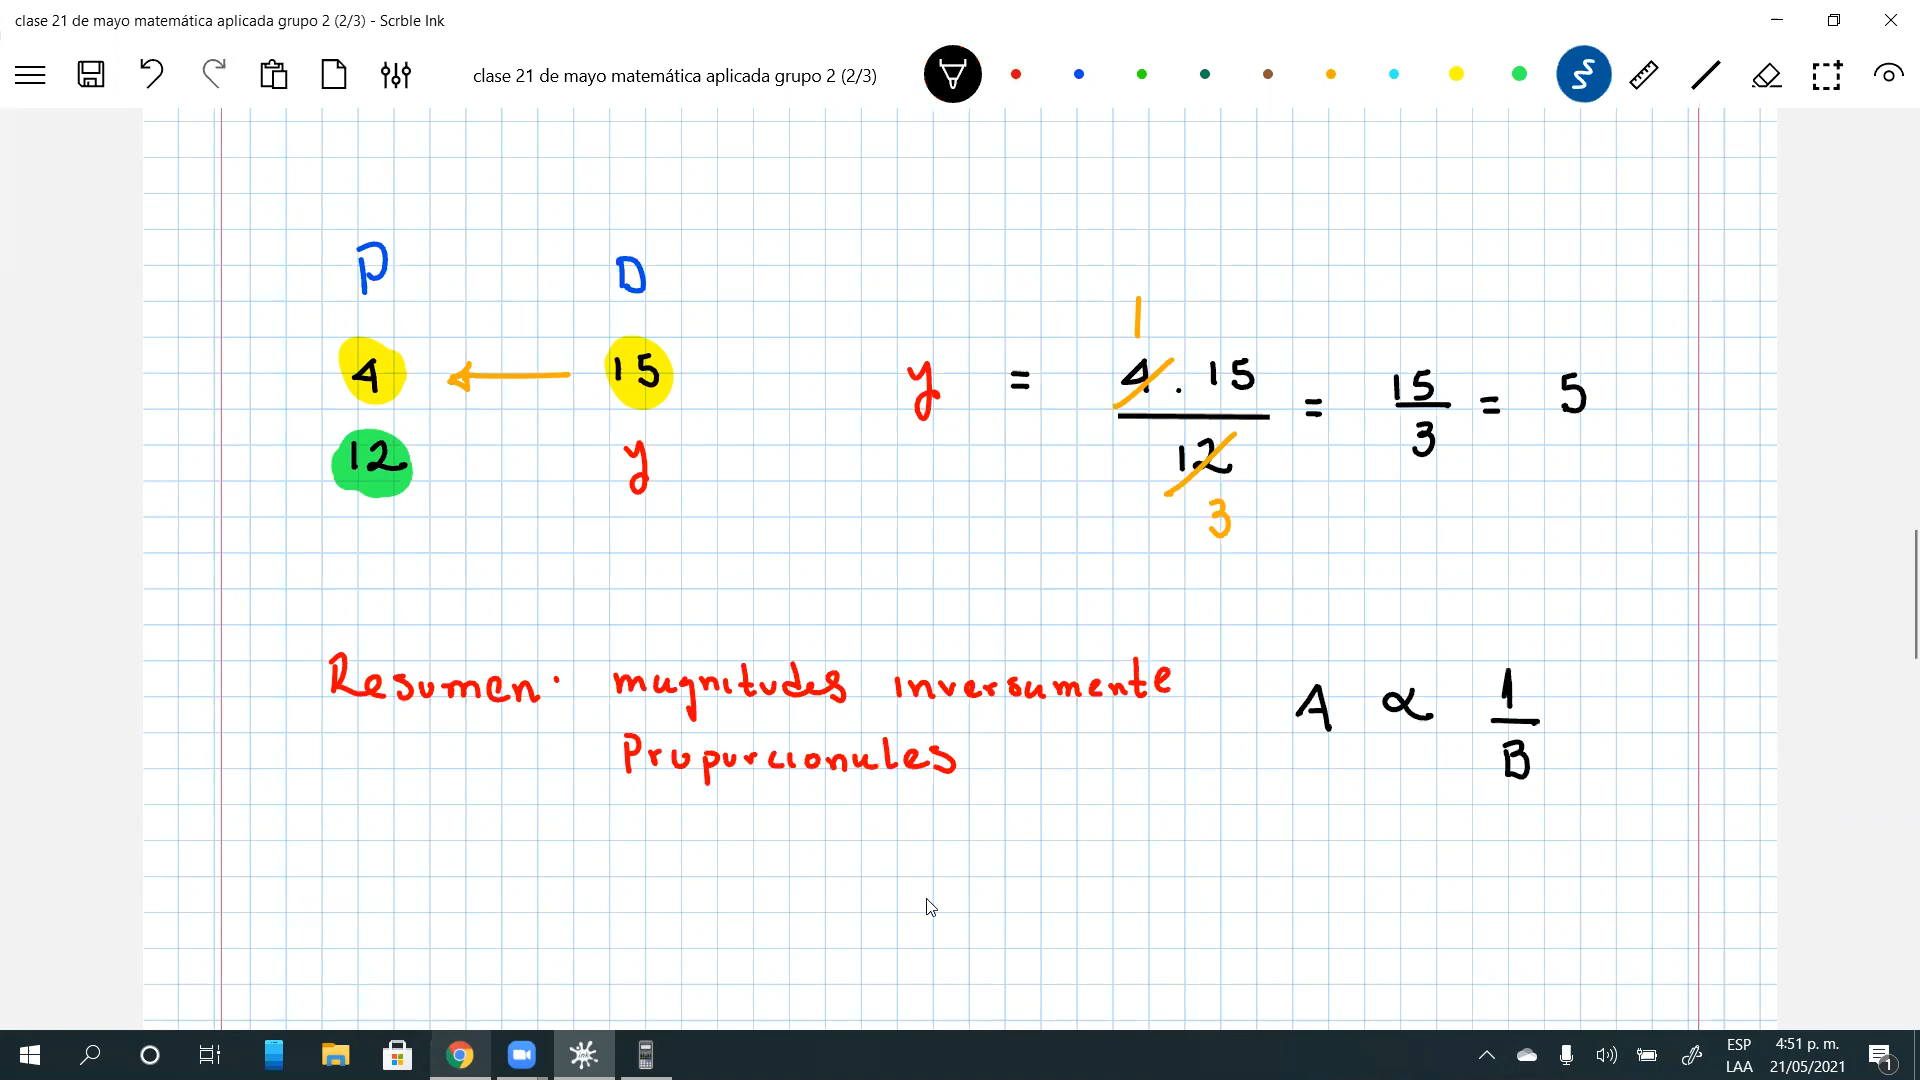 clase 21 de mayo matemática aplicada grupo 2 (2/3) - Scrble Ink
clase 21 de mayo matemática aplicada grupo 2 (2/3)
P D
4 ← 15
12 y
y = 4 . 15 / 12 = 15 / 3 = 5
1
3
Resumen: magnitudes inversamente
Proporcionales
A ∝ 1 / B
ESP
LAA
4:51 p. m.
21/05/2021
1